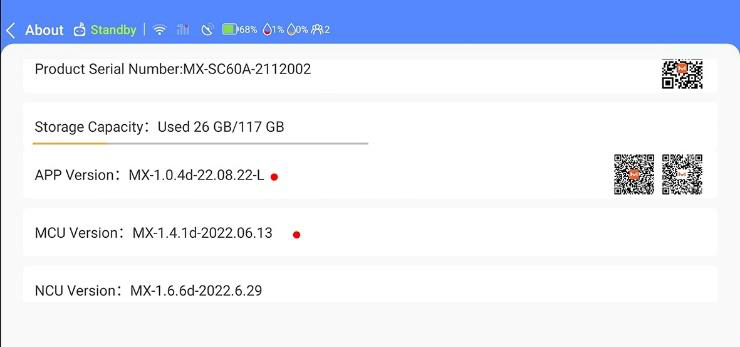 About Standby 68% 1% 0% 2
Product Serial Number:MX-SC60A-2112002
Storage Capacity： Used 26 GB/117 GB
APP Version： MX-1.0.4d-22.08.22-L
MCU Version： MX-1.4.1d-2022.06.13
NCU Version： MX-1.6.6d-2022.6.29